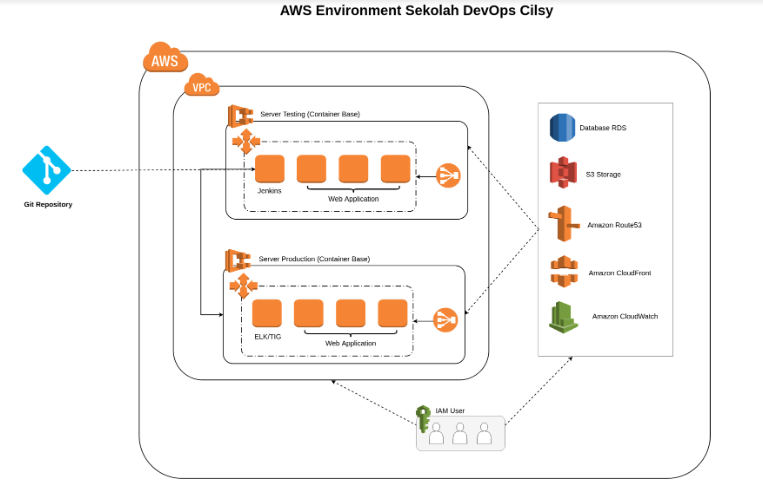 AWS Environment Sekolah DevOps Cilsy
AWS
VPC
Server Testing (Container Base)
Jenkins
Web Application
Git Repository
Server Production (Container Base)
ELK/TIG
Web Application
Database RDS
S3 Storage
Amazon Route53
Amazon CloudFront
Amazon CloudWatch
IAM User